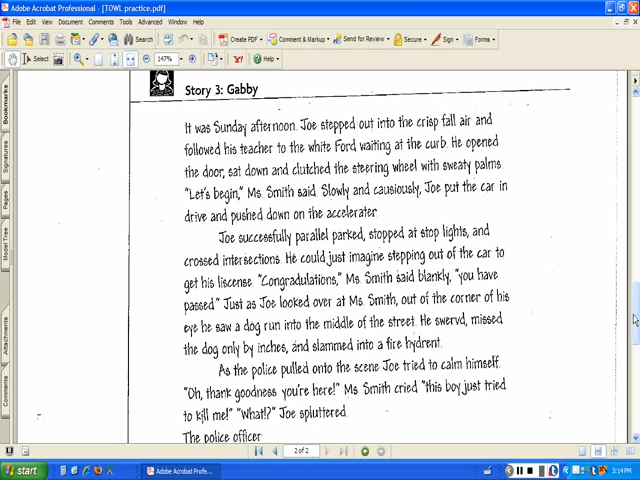 Adobe Acrobat Professional - [TOWL practice.pdf]
File Edit View Document Comments Tools Advanced Window Help
Create PDF Comment & Markup Send for Review Secure Sign Forms
Select 147% Help
Bookmarks
Signatures
Pages
Model Tree
Attachments
Comments
Story 3: Gabby
It was Sunday afternoon. Joe stepped out into the crisp fall air and
followed his teacher to the white Ford waiting at the curb. He opened
the door, sat down and clutched the steering wheel with sweaty palms.
"Let's begin," Ms. Smith said. Slowly and causiously, Joe put the car in
drive and pushed down on the accelerater.
Joe successfully parallel parked, stopped at stop lights, and
crossed intersections. He could just imagine stepping out of the car to
get his liscense. "Congradulations," Ms. Smith said blankly, "you have
passed." Just as Joe looked over at Ms. Smith, out of the corner of his
eye he saw a dog run into the middle of the street. He swervd, missed
the dog only by inches, and slammed into a fire hydrent.
As the police pulled onto the scene Joe tried to calm himself.
"Oh, thank goodness you're here!" Ms. Smith cried "this boy just tried
to kill me!" "What!?" Joe spluttered.
The police officer
2 of 2
start Adobe Acrobat Profe... 3:14 PM